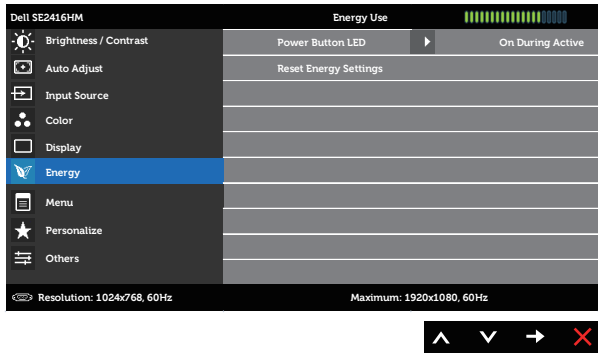 Dell SE2416HM Energy Use
Brightness / Contrast Power Button LED On During Active
Auto Adjust Reset Energy Settings
Input Source
Color
Display
Energy
Menu
Personalize
Others
Resolution: 1024x768, 60Hz Maximum: 1920x1080, 60Hz